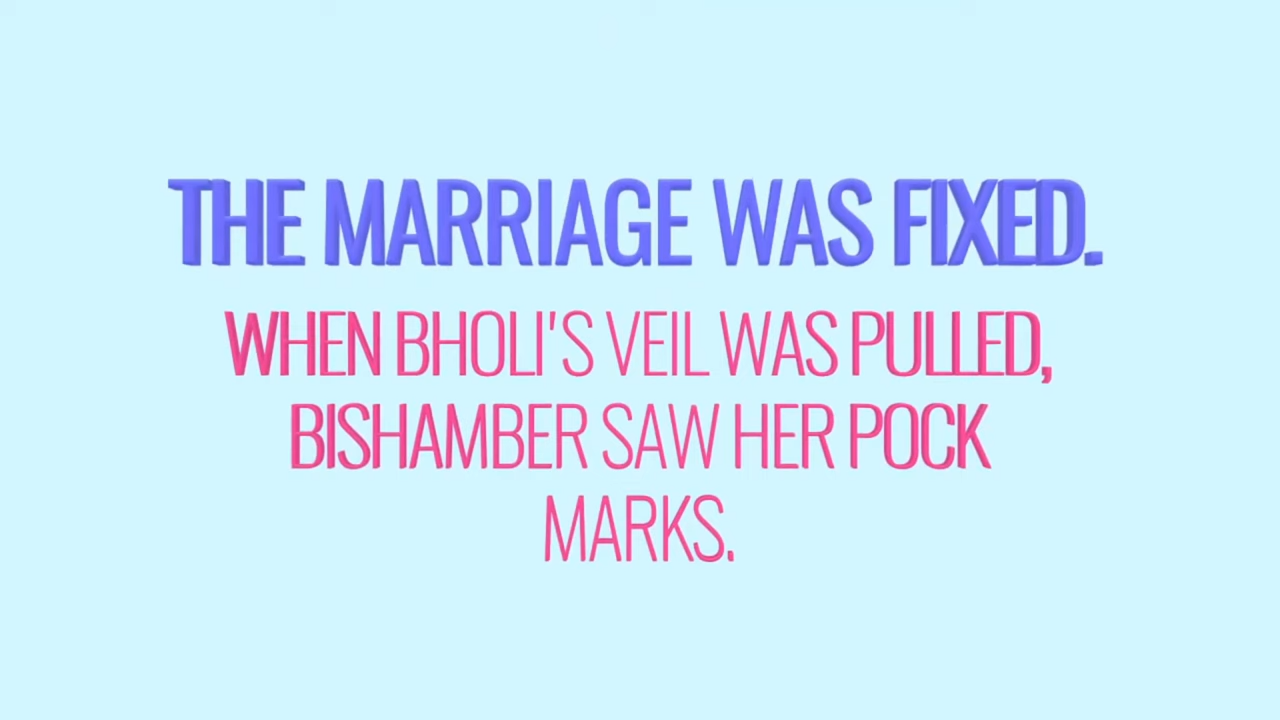 THE MARRIAGE WAS FIXED.
WHEN BHOLI'S VEIL WAS PULLED,
BISHAMBER SAW HER POCK
MARKS.